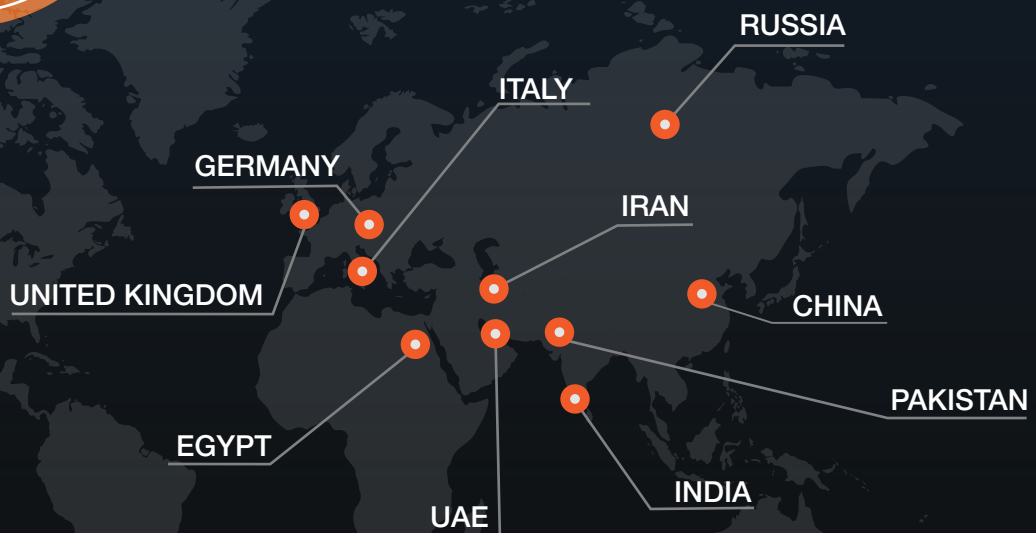 RUSSIA
ITALY
GERMANY
IRAN
UNITED KINGDOM
CHINA
PAKISTAN
EGYPT
INDIA
UAE